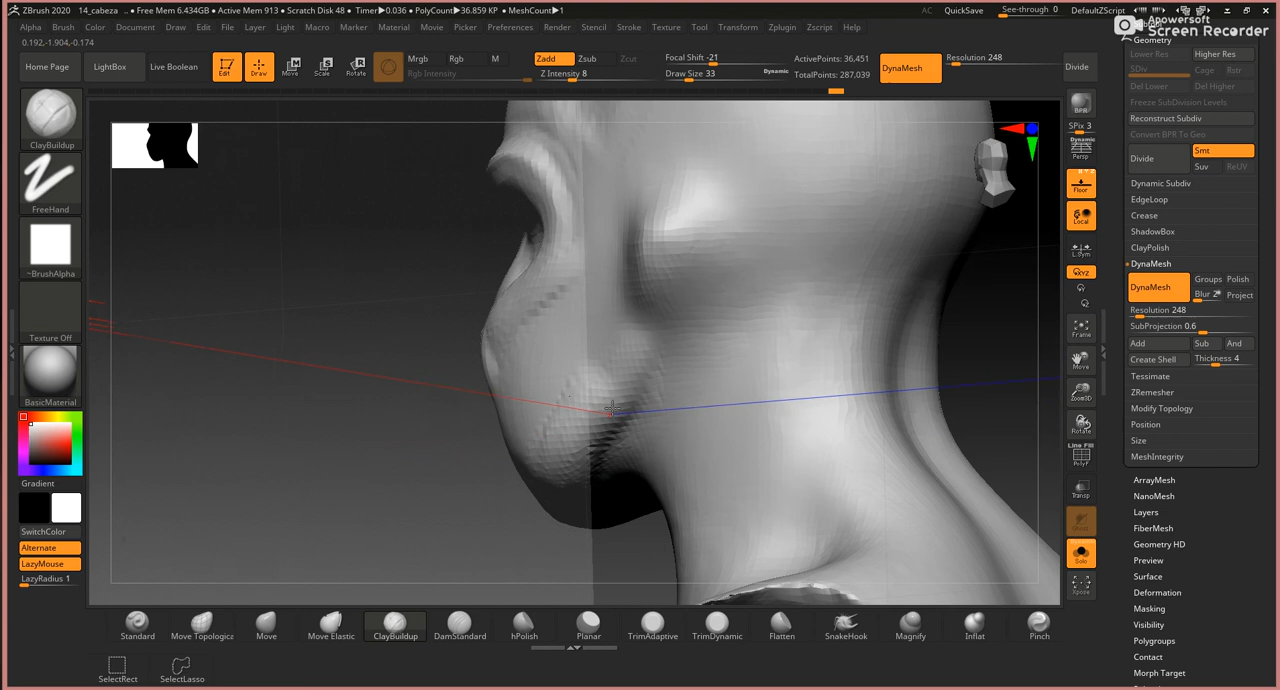 ZBrush 2020 14_cabeza .. • Free Mem 6.434GB • Active Mem 913 • Scratch Disk 48 • Timer▶0.036 • PolyCount▶36.859 KP • MeshCount▶1 AC QuickSave See-through 0 DefaultZScript
Alpha Brush Color Document Draw Edit File Layer Light Macro Marker Material Movie Picker Preferences Render Stencil Stroke Texture Tool Transform Zplugin Zscript Help
Apowersoft
Screen Recorder
0.192,-1.904,-0.174
Home Page LightBox Live Boolean Edit Draw Move Scale Rotate
Mrgb Rgb M
Rgb Intensity
Zadd Zsub Zcut
Z Intensity 8
Focal Shift -21
Draw Size 33 Dynamic
ActivePoints: 36,451
TotalPoints: 287,039
DynaMesh
Resolution 248
Divide
ClayBuildup
FreeHand
~BrushAlpha
Texture Off
BasicMaterial
Gradient
SwitchColor
Alternate
LazyMouse
LazyRadius 1
BPR
SPix 3
Dynamic
Persp
Floor
Local
L.Sym
XYZ
Frame
Move
Zoom3D
Rotate
Line Fill
PolyF
Transp
Solo
Xpose
Geometry
Lower Res Higher Res
SDiv Cage Rstr
Del Lower Del Higher
Freeze SubDivision Levels
Reconstruct Subdiv
Convert BPR To Geo
Divide Smt
Suv ReUV
Dynamic Subdiv
EdgeLoop
Crease
ShadowBox
ClayPolish
DynaMesh
DynaMesh Groups Polish
Blur 2 Project
Resolution 248
SubProjection 0.6
Add Sub And
Create Shell Thickness 4
Tessimate
ZRemesher
Modify Topology
Position
Size
MeshIntegrity
ArrayMesh
NanoMesh
Layers
FiberMesh
Geometry HD
Preview
Surface
Deformation
Masking
Visibility
Polygroups
Contact
Morph Target
Standard Move Topologica Move Move Elastic ClayBuildup DamStandard hPolish Planar TrimAdaptive TrimDynamic Flatten SnakeHook Magnify Inflat Pinch
SelectRect SelectLasso